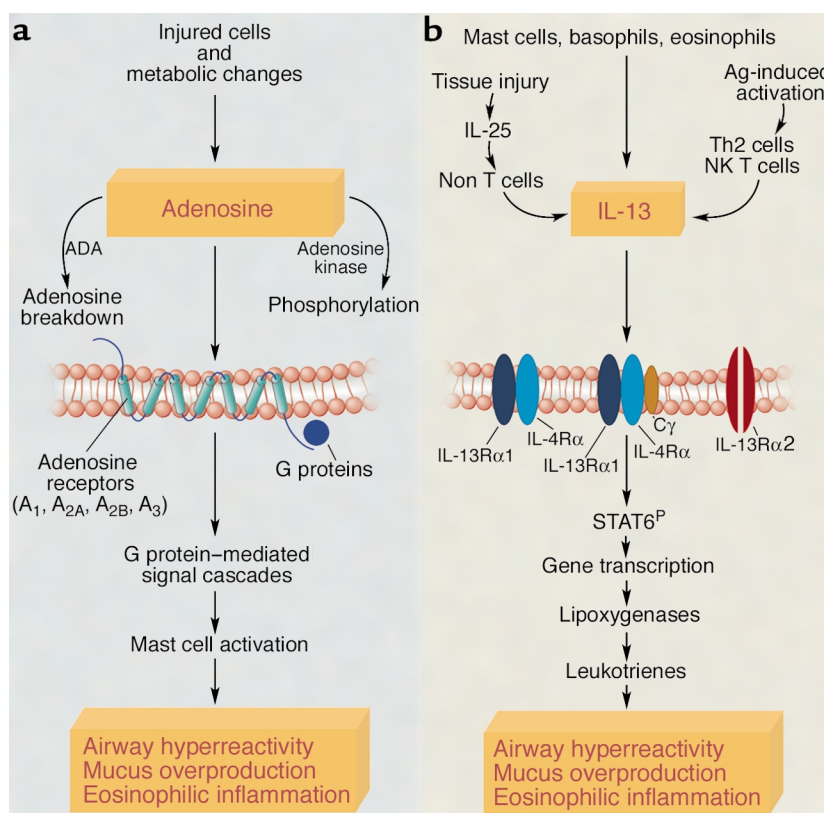 a
Injured cells
and
metabolic changes
Adenosine
ADA
Adenosine
kinase
Adenosine
breakdown
Phosphorylation
Adenosine
receptors
(A1, A2A, A2B, A3)
G proteins
G protein–mediated
signal cascades
Mast cell activation
Airway hyperreactivity
Mucus overproduction
Eosinophilic inflammation
b
Mast cells, basophils, eosinophils
Tissue injury
IL-25
Non T cells
Ag-induced
activation
Th2 cells
NK T cells
IL-13
IL-13Rα1
IL-4Rα
IL-13Rα1
IL-4Rα
Cγ
IL-13Rα2
STAT6P
Gene transcription
Lipoxygenases
Leukotrienes
Airway hyperreactivity
Mucus overproduction
Eosinophilic inflammation